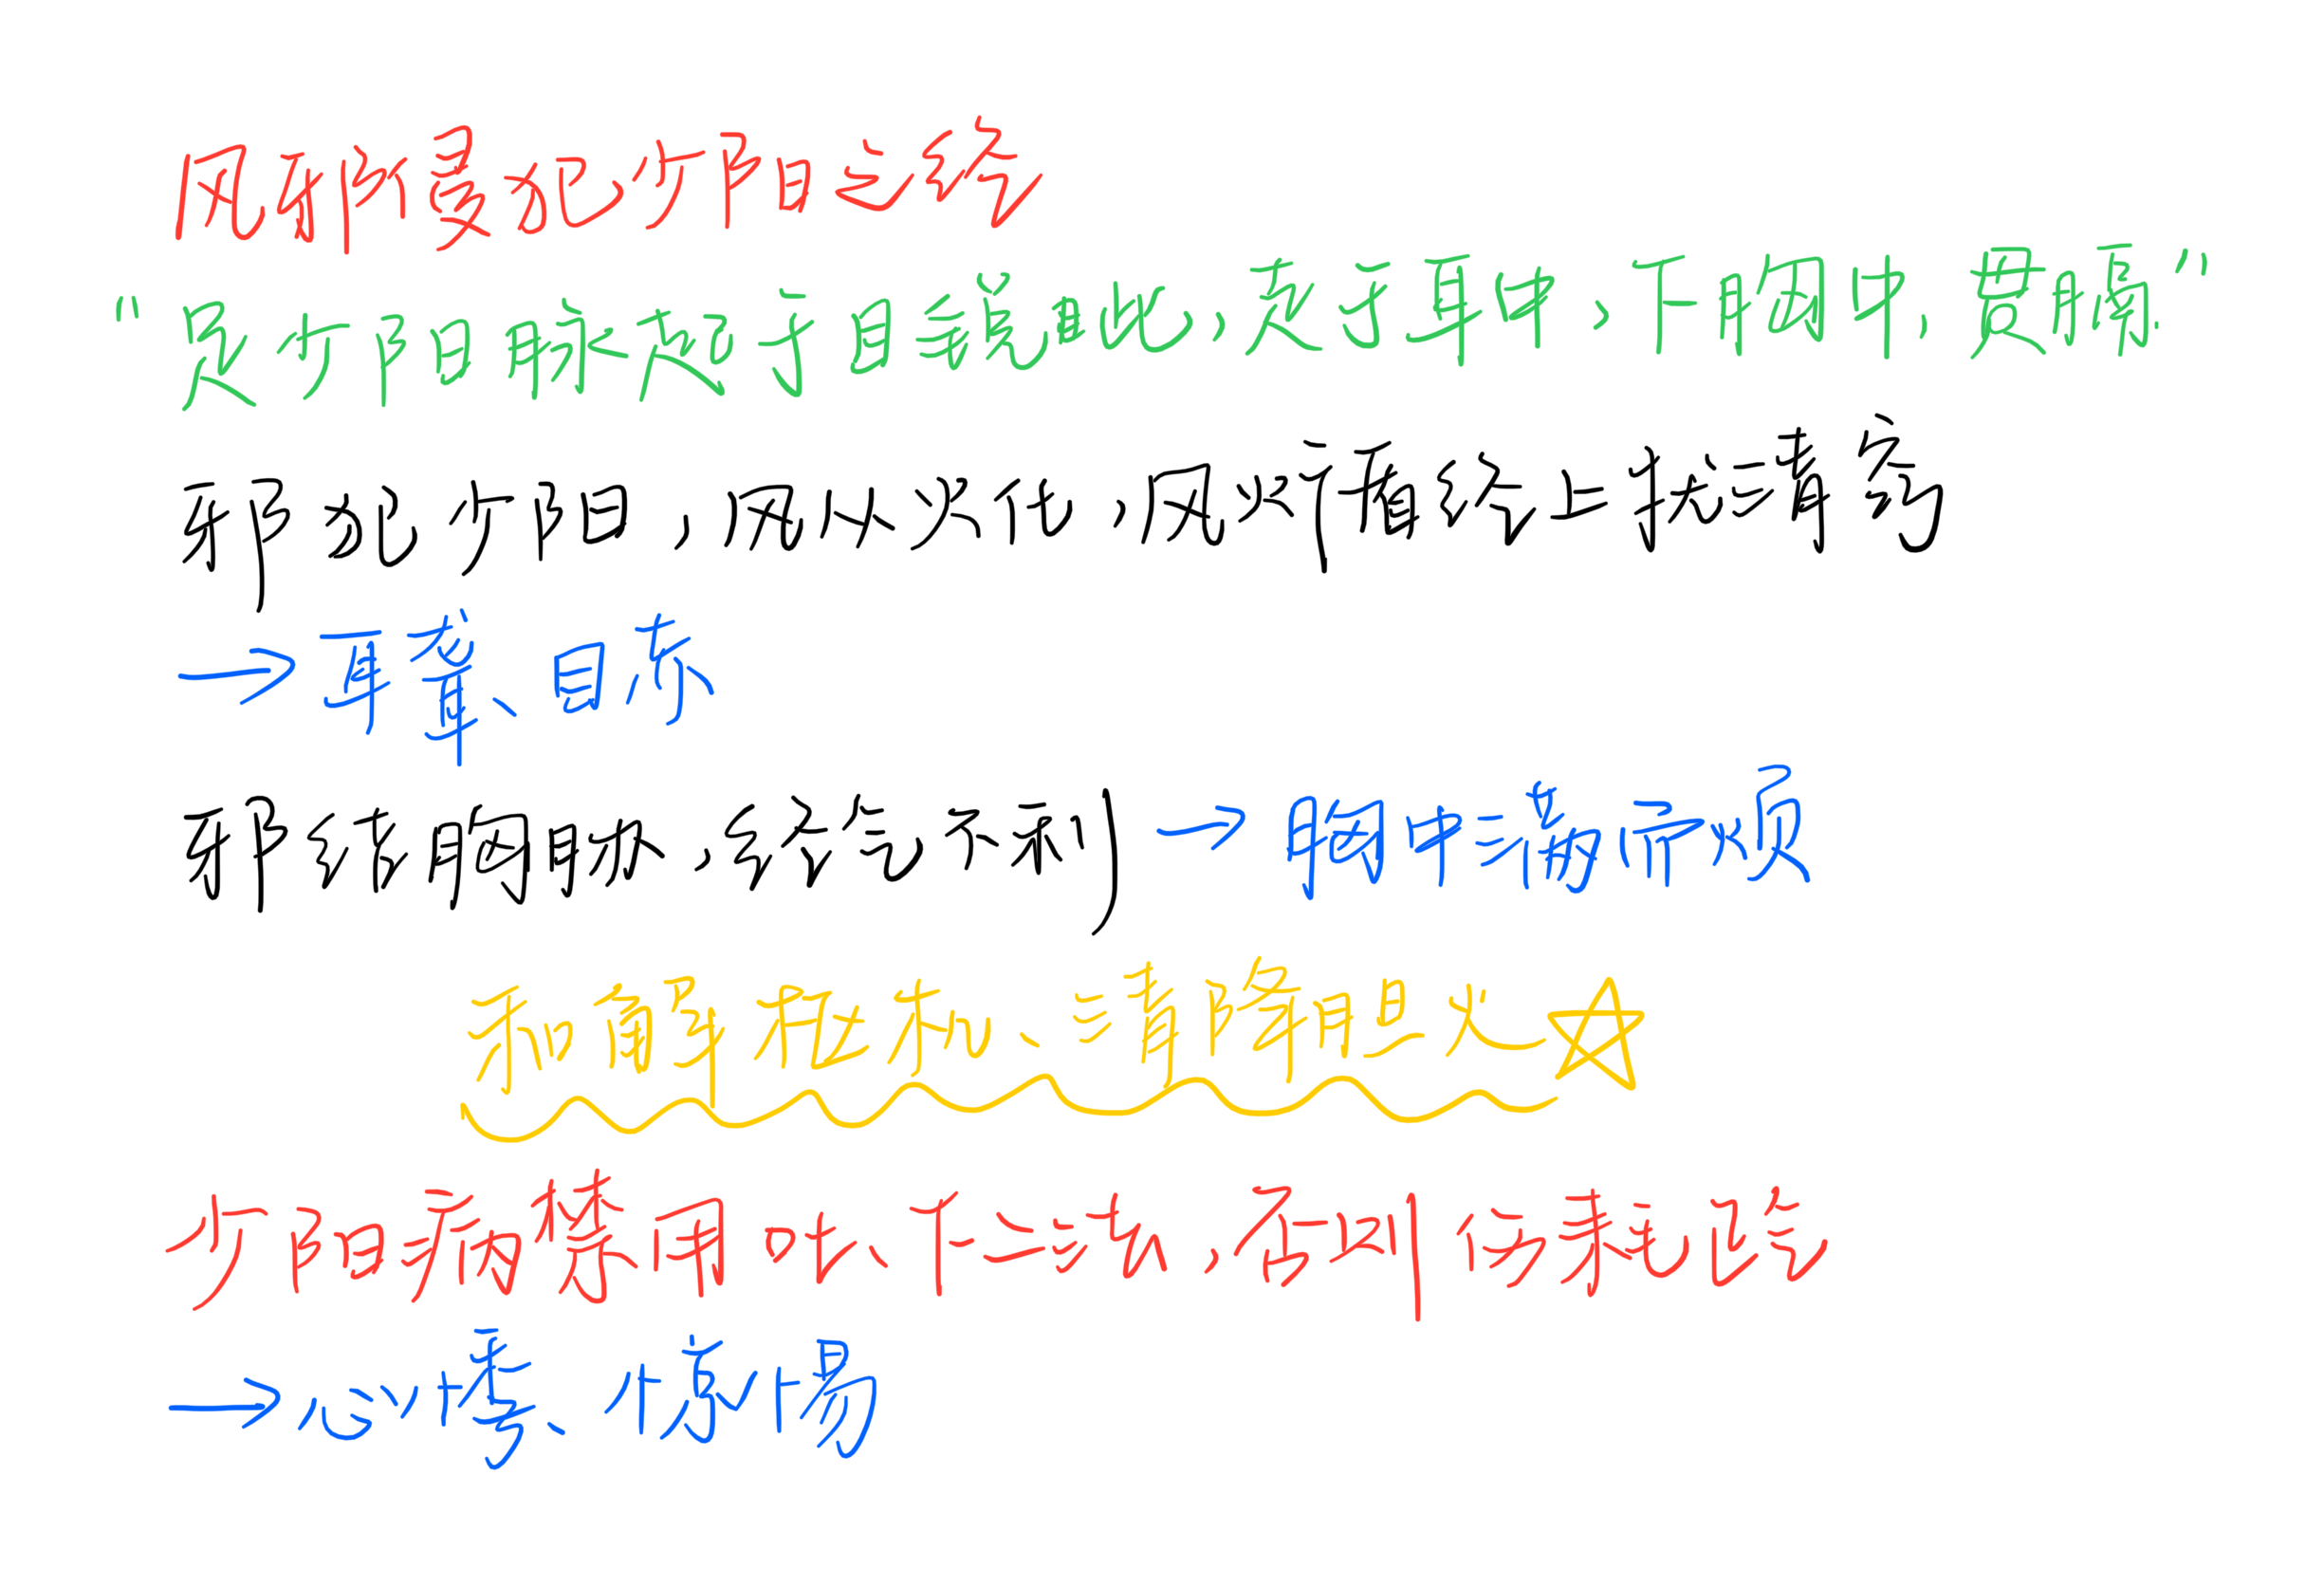 风邪所侵犯少阳之经
“足少阳脉起于目锐眦，走于耳中，下胸中，贯膈”
邪犯少阳，风从火化，风火循经上扰清窍
→耳聋、目赤
邪结胸胁，经气不利→胸中满而烦
和解枢机、清降胆火☆
少阳病禁用吐、下之法，否则伤耗阴
→心悸、惊惕